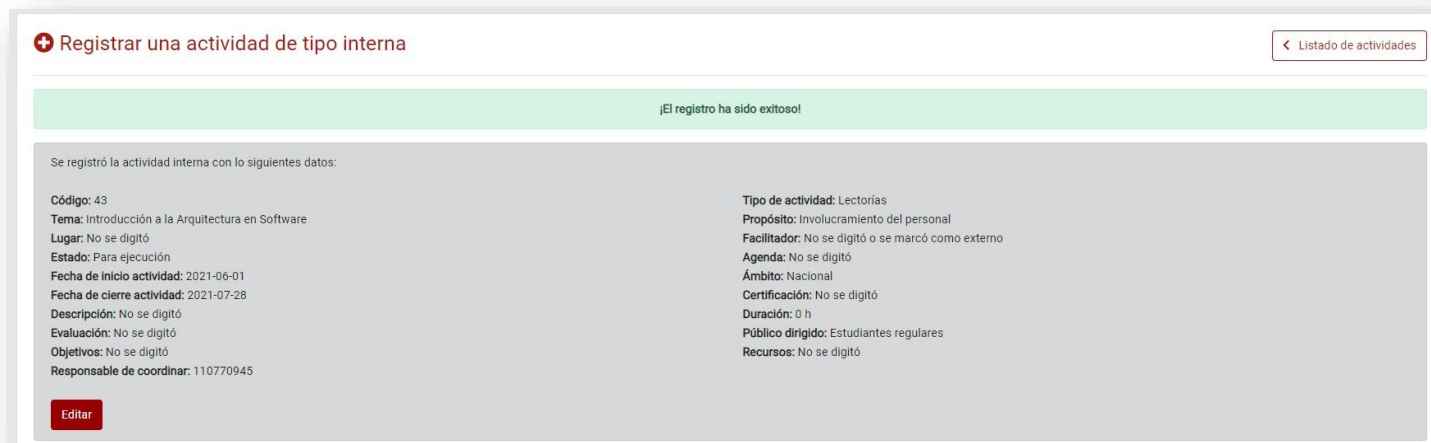 Registrar una actividad de tipo interna
Listado de actividades
¡El registro ha sido exitoso!
Se registró la actividad interna con lo siguientes datos:
Código: 43
Tema: Introducción a la Arquitectura en Software
Lugar: No se digitó
Estado: Para ejecución
Fecha de inicio actividad: 2021-06-01
Fecha de cierre actividad: 2021-07-28
Descripción: No se digitó
Evaluación: No se digitó
Objetivos: No se digitó
Responsable de coordinar: 110770945
Tipo de actividad: Lectorías
Propósito: Involucramiento del personal
Facilitador: No se digitó o se marcó como externo
Agenda: No se digitó
Ámbito: Nacional
Certificación: No se digitó
Duración: 0 h
Público dirigido: Estudiantes regulares
Recursos: No se digitó
Editar